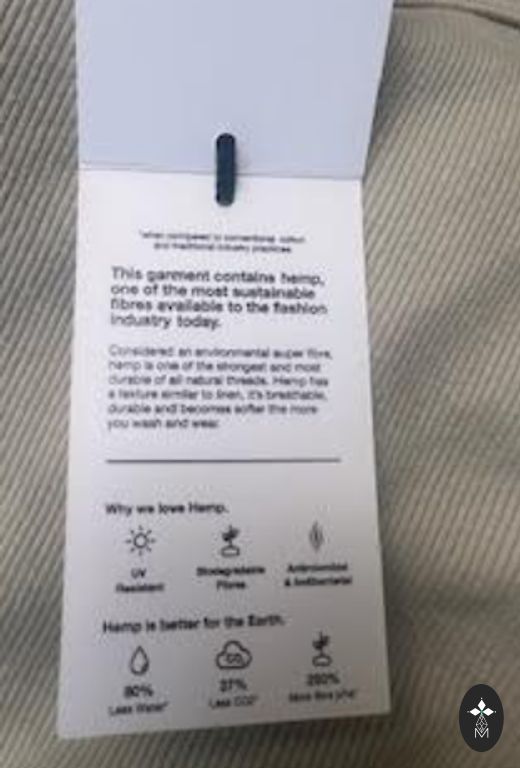 *when compared to conventional cotton
and traditional industry practices
This garment contains hemp,
one of the most sustainable
fibres available to the fashion
industry today.
Considered an environmental super fibre,
hemp is one of the strongest and most
durable of all natural threads. Hemp has
a texture similar to linen, it's breathable,
durable and becomes softer the more
you wash and wear.
Why we love Hemp.
UV
Resistant
Biodegradable
Fibres
Antimicrobial
& Antibacterial
Hemp is better for the Earth.
CO₂
80%
Less Water*
37%
Less CO2*
250%
More fibre
M